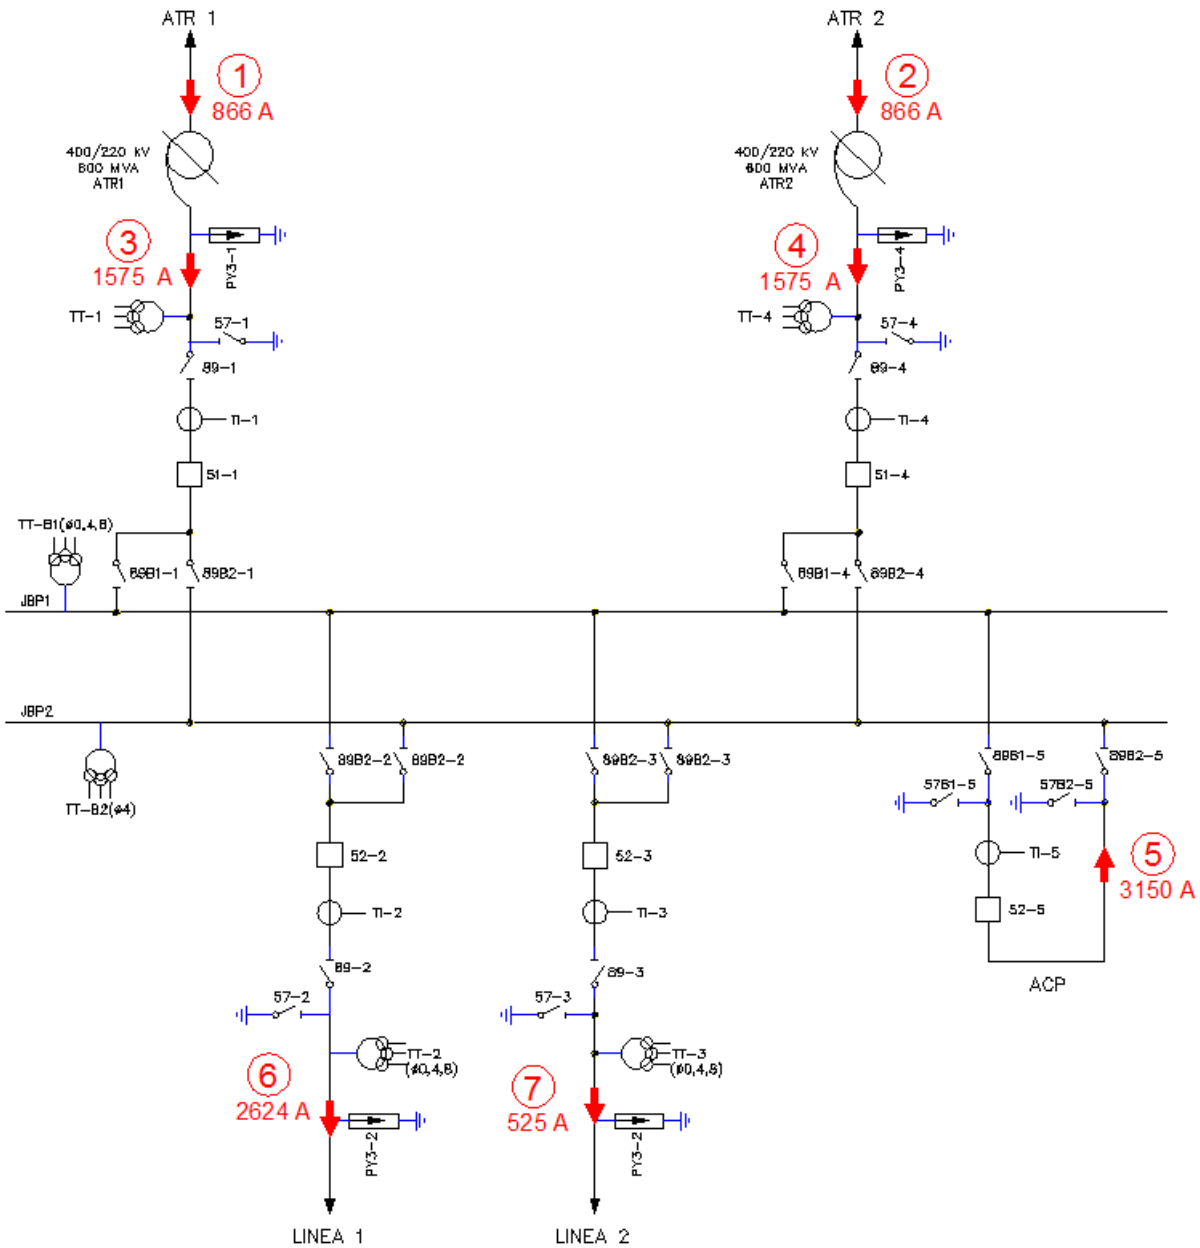 ATR 1
ATR 2
1
866 A
2
866 A
400/220 KV
600 MVA
ATR1
400/220 KV
600 MVA
ATR2
3
1575 A
PY3-1
4
1575 A
PY3-4
TT-1
57-1
TT-4
57-4
89-1
89-4
TI-1
TI-4
51-1
51-4
TT-B1(ø0,4,8)
89B1-1
89B2-1
89B1-4
89B2-4
JBP1
JBP2
89B2-2
89B2-2
89B2-3
89B2-3
89B1-5
89B2-5
57B1-5
57B2-5
TT-B2(ø4)
52-2
52-3
TI-5
5
3150 A
TI-2
TI-3
52-5
89-2
89-3
ACP
57-2
57-3
TT-2
(ø0,4,8)
TT-3
(ø0,4,8)
6
2624 A
7
525 A
PY3-2
PY3-2
LINEA 1
LINEA 2